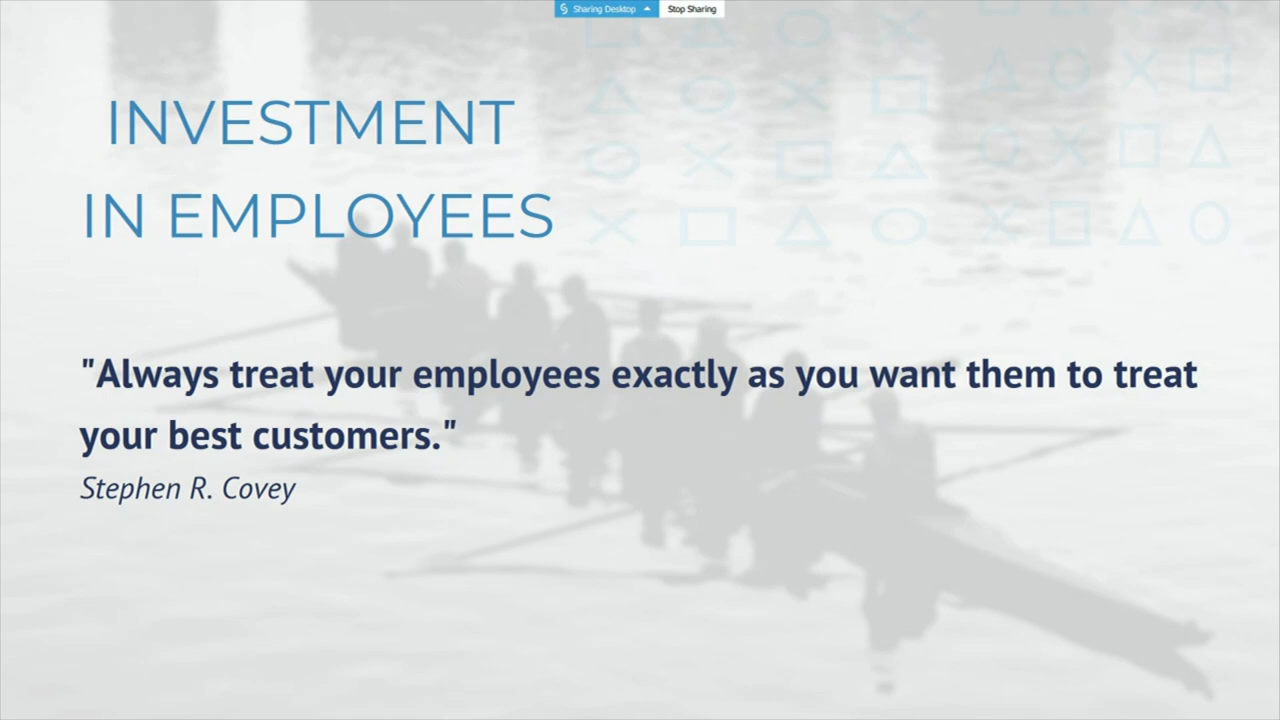 Sharing Desktop
Stop Sharing
INVESTMENT
IN EMPLOYEES
"Always treat your employees exactly as you want them to treat
your best customers."
Stephen R. Covey